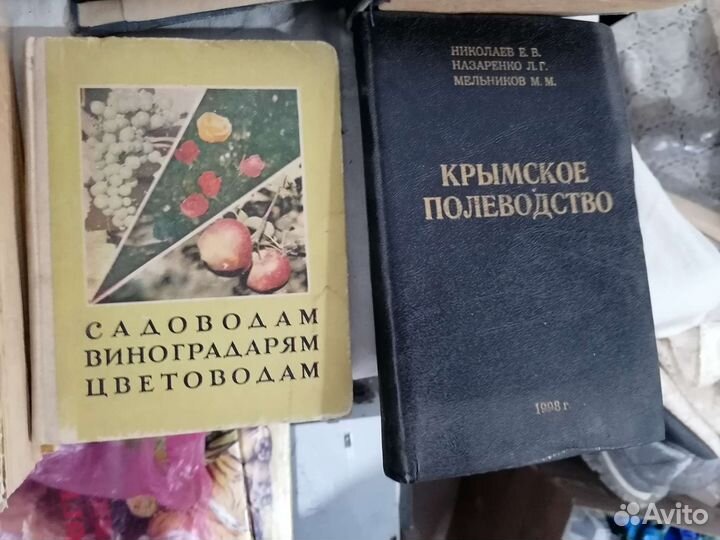 САДОВОДАМ
ВИНОГРАДАРЯМ
ЦВЕТОВОДАМ
НИКОЛАЕВ Е. В.
НАЗАРЕНКО Л. Г.
МЕЛЬНИКОВ М. М.
КРЫМСКОЕ
ПОЛЕВОДСТВО
1998 г.
Avito